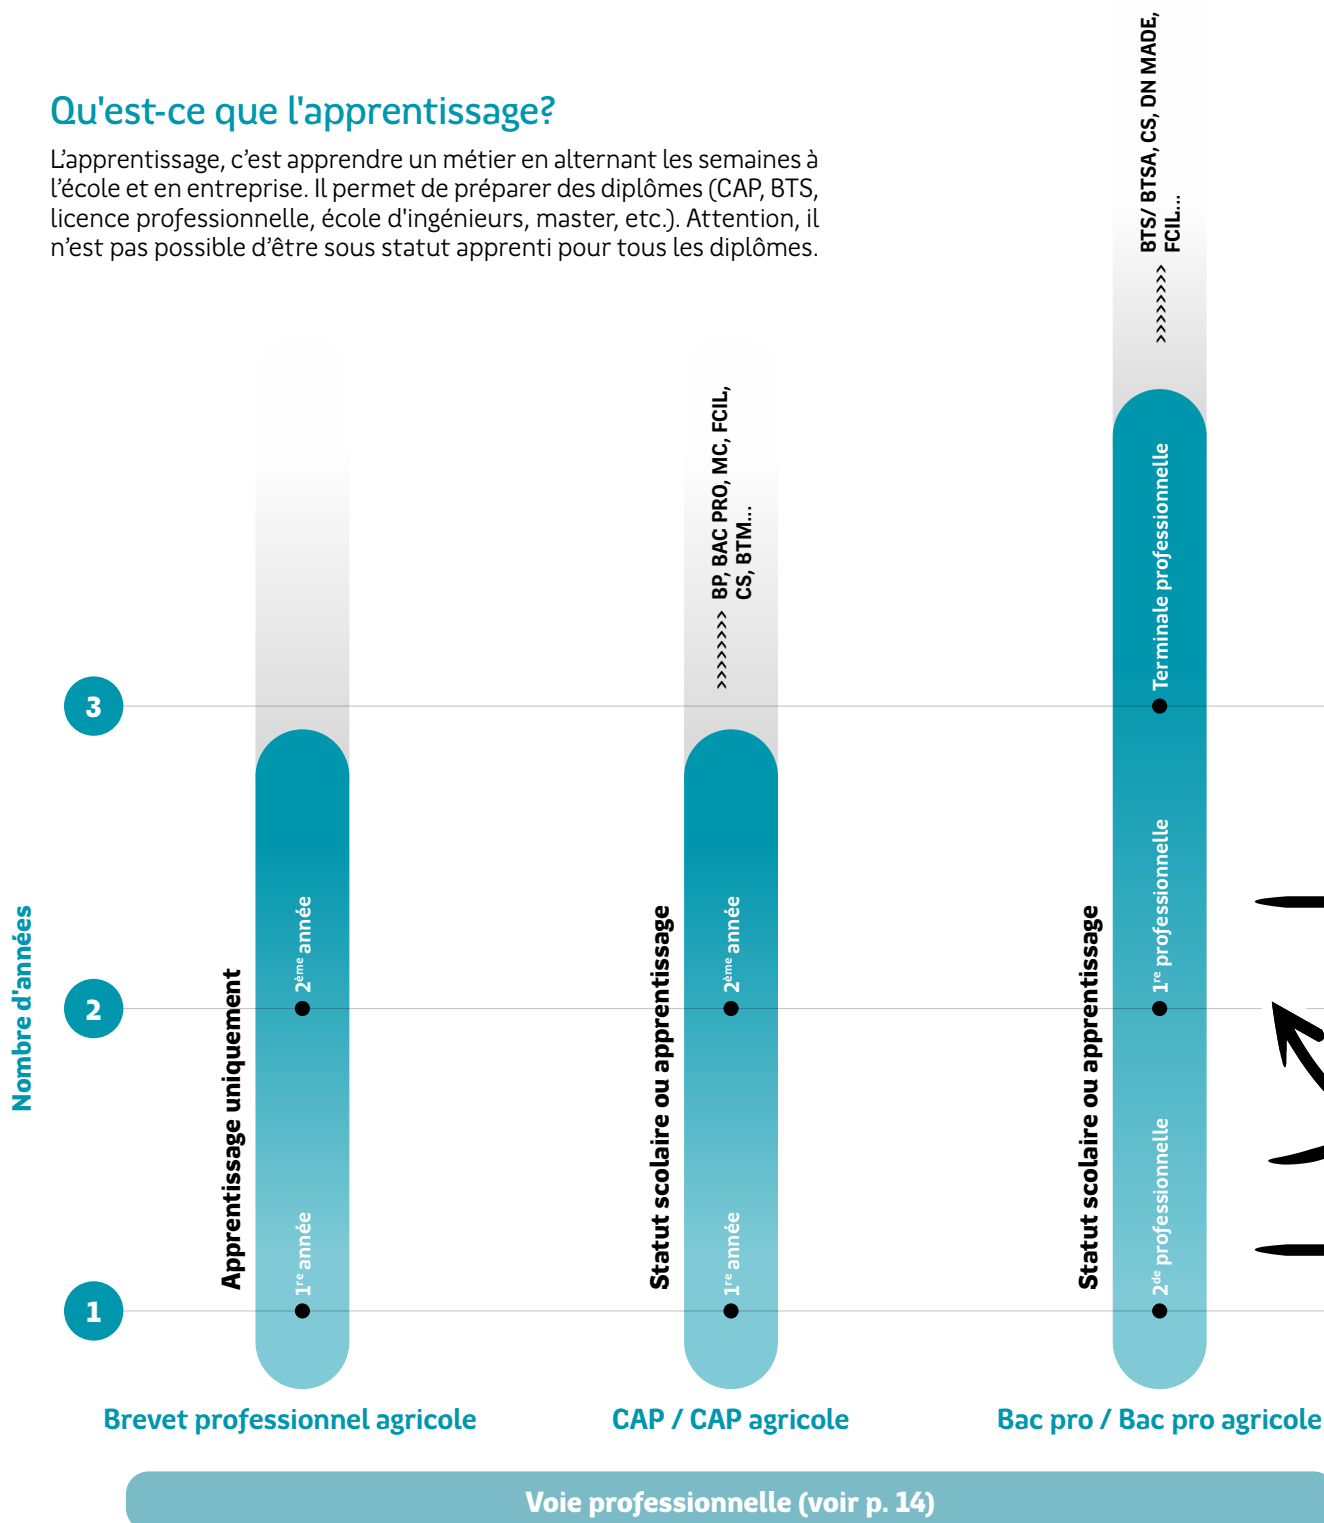 Qu'est-ce que l'apprentissage?
L'apprentissage, c'est apprendre un métier en alternant les semaines à
l'école et en entreprise. Il permet de préparer des diplômes (CAP, BTS,
licence professionnelle, école d'ingénieurs, master, etc.). Attention, il
n'est pas possible d'être sous statut apprenti pour tous les diplômes.
Nombre d'années
3
2
1
Apprentissage uniquement
1re année
2ème année
Brevet professionnel agricole
Statut scolaire ou apprentissage
1re année
2ème année
>>>>>>>>> BP, BAC PRO, MC, FCIL,
CS, BTM...
CAP / CAP agricole
Statut scolaire ou apprentissage
2de professionnelle
1re professionnelle
Terminale professionnelle
>>>>>>>>> BTS/ BTSA, CS, DN MADE,
FCIL...
Bac pro / Bac pro agricole
Voie professionnelle (voir p. 14)